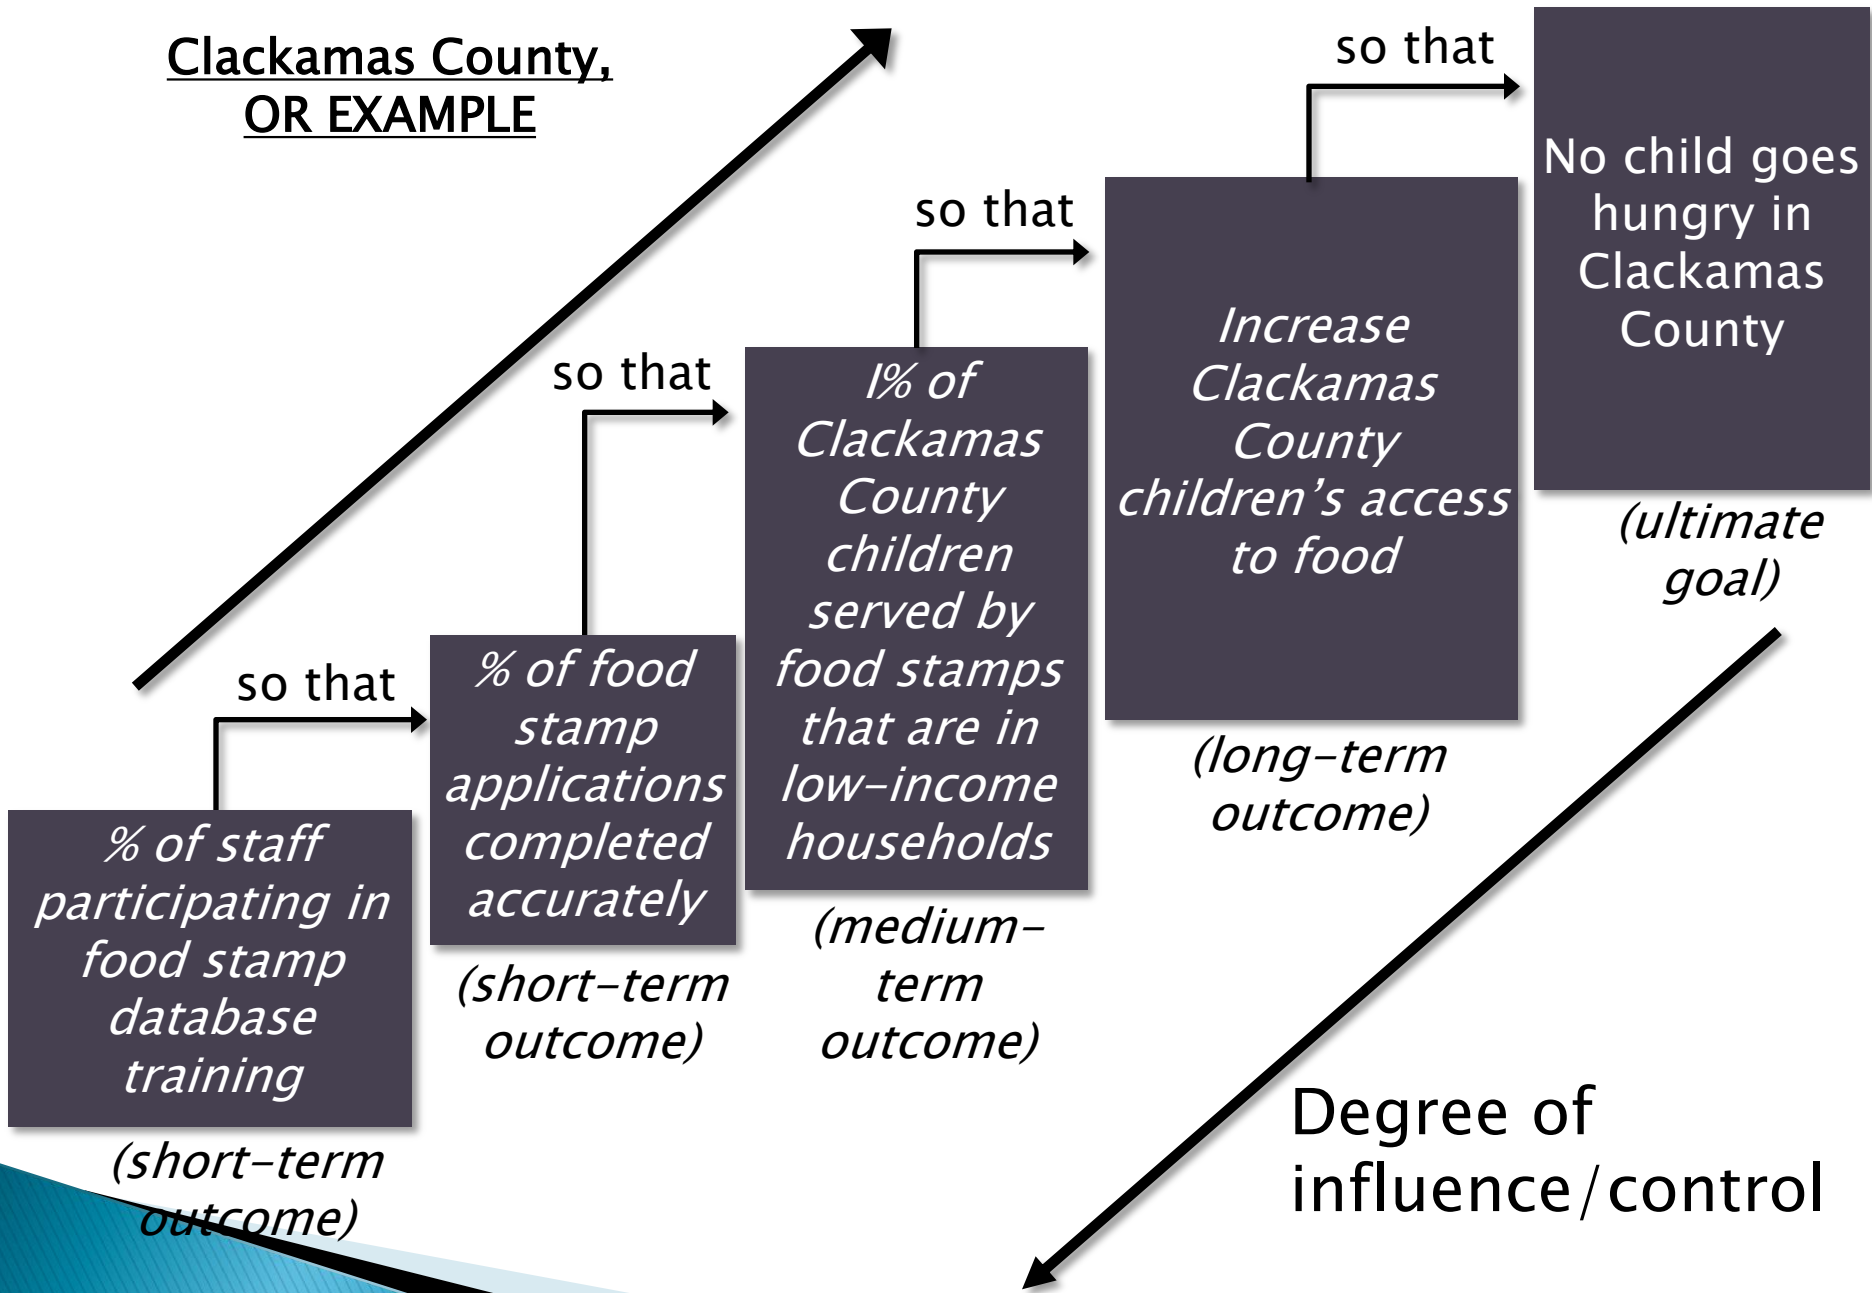 Clackamas County,
OR EXAMPLE
so that
% of staff
participating in
food stamp
database
training
(short-term
outcome)
so that
% of food
stamp
applications
completed
accurately
(short-term
outcome)
so that
I% of
Clackamas
County
children
served by
food stamps
that are in
low-income
households
(medium-
term
outcome)
so that
Increase
Clackamas
County
children’s access
to food
(long-term
outcome)
so that
No child goes
hungry in
Clackamas
County
(ultimate
goal)
Degree of
influence/control